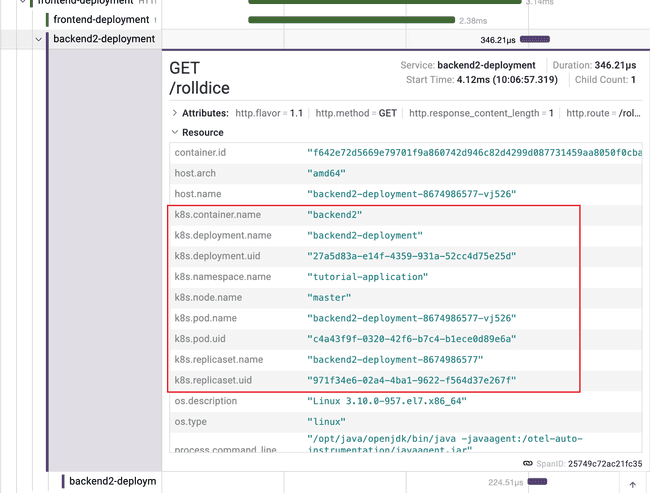 frontend-deployment HTTP
3.14ms
frontend-deployment
2.38ms
backend2-deployment
346.21μs
GET
/rolldice
Service: backend2-deployment Duration: 346.21μs
Start Time: 4.12ms (10:06:57.319) Child Count: 1
Attributes: http.flavor = 1.1 http.method = GET http.response_content_length = 1 http.route = /roll…
Resource
container.id "f642e72d5669e79701f9a860742d946c82d4299d087731459aa8050f0cba
host.arch "amd64"
host.name "backend2-deployment-8674986577-vj526"
k8s.container.name "backend2"
k8s.deployment.name "backend2-deployment"
k8s.deployment.uid "27a5d83a-e14f-4359-931a-52cc4d75e25d"
k8s.namespace.name "tutorial-application"
k8s.node.name "master"
k8s.pod.name "backend2-deployment-8674986577-vj526"
k8s.pod.uid "c4a43f9f-0320-42f6-b7c4-b1ece0d89e6a"
k8s.replicaset.name "backend2-deployment-8674986577"
k8s.replicaset.uid "971f34e6-02a4-4ba1-9622-f564d37e267f"
os.description "Linux 3.10.0-957.el7.x86_64"
os.type "linux"
process.command_line "/opt/java/openjdk/bin/java -javaagent:/otel-auto-
instrumentation/javaagent.jar"
SpanID: 25749c72ac21fc35
backend2-deploym
224.51μs